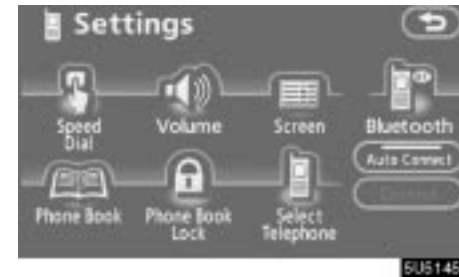 Settings
Speed
Dial
Volume
Screen
Bluetooth
Auto Connect
Phone Book
Phone Book
Lock
Select
Telephone
5U5145